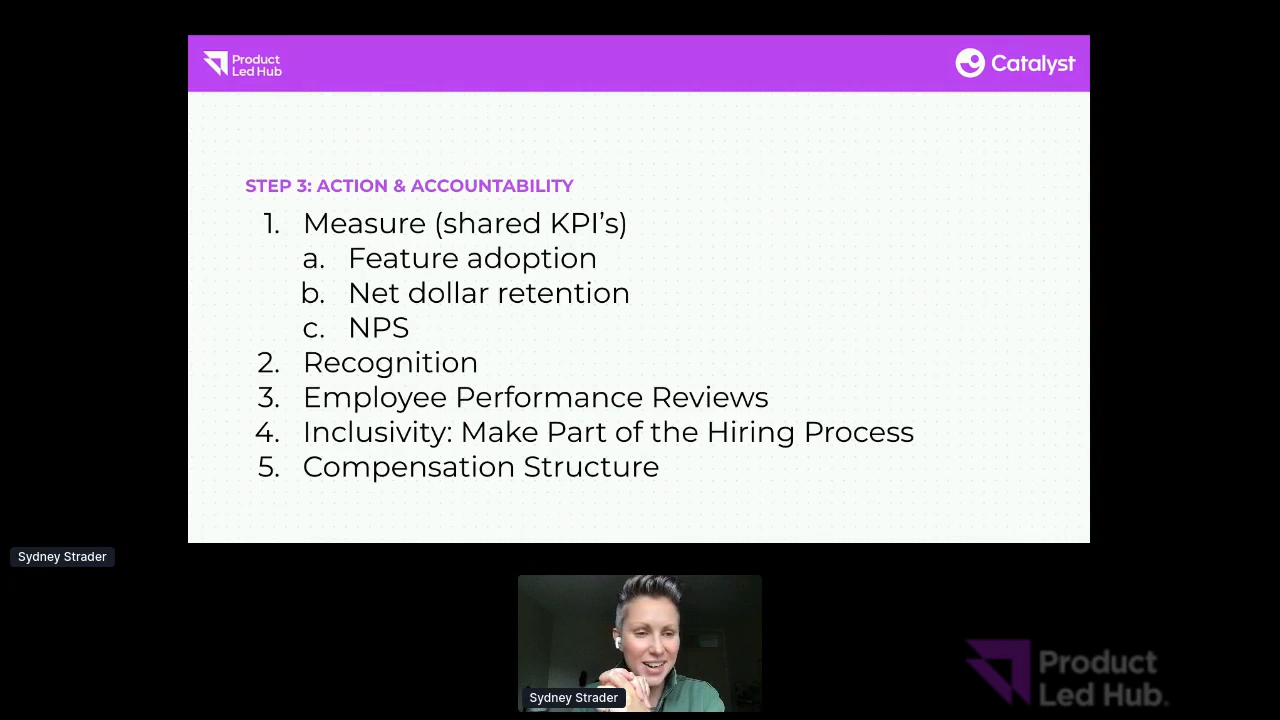 Product
Led Hub
Catalyst
STEP 3: ACTION & ACCOUNTABILITY
1. Measure (shared KPI’s)
a. Feature adoption
b. Net dollar retention
c. NPS
2. Recognition
3. Employee Performance Reviews
4. Inclusivity: Make Part of the Hiring Process
5. Compensation Structure
Sydney Strader
Sydney Strader
Product
Led Hub.